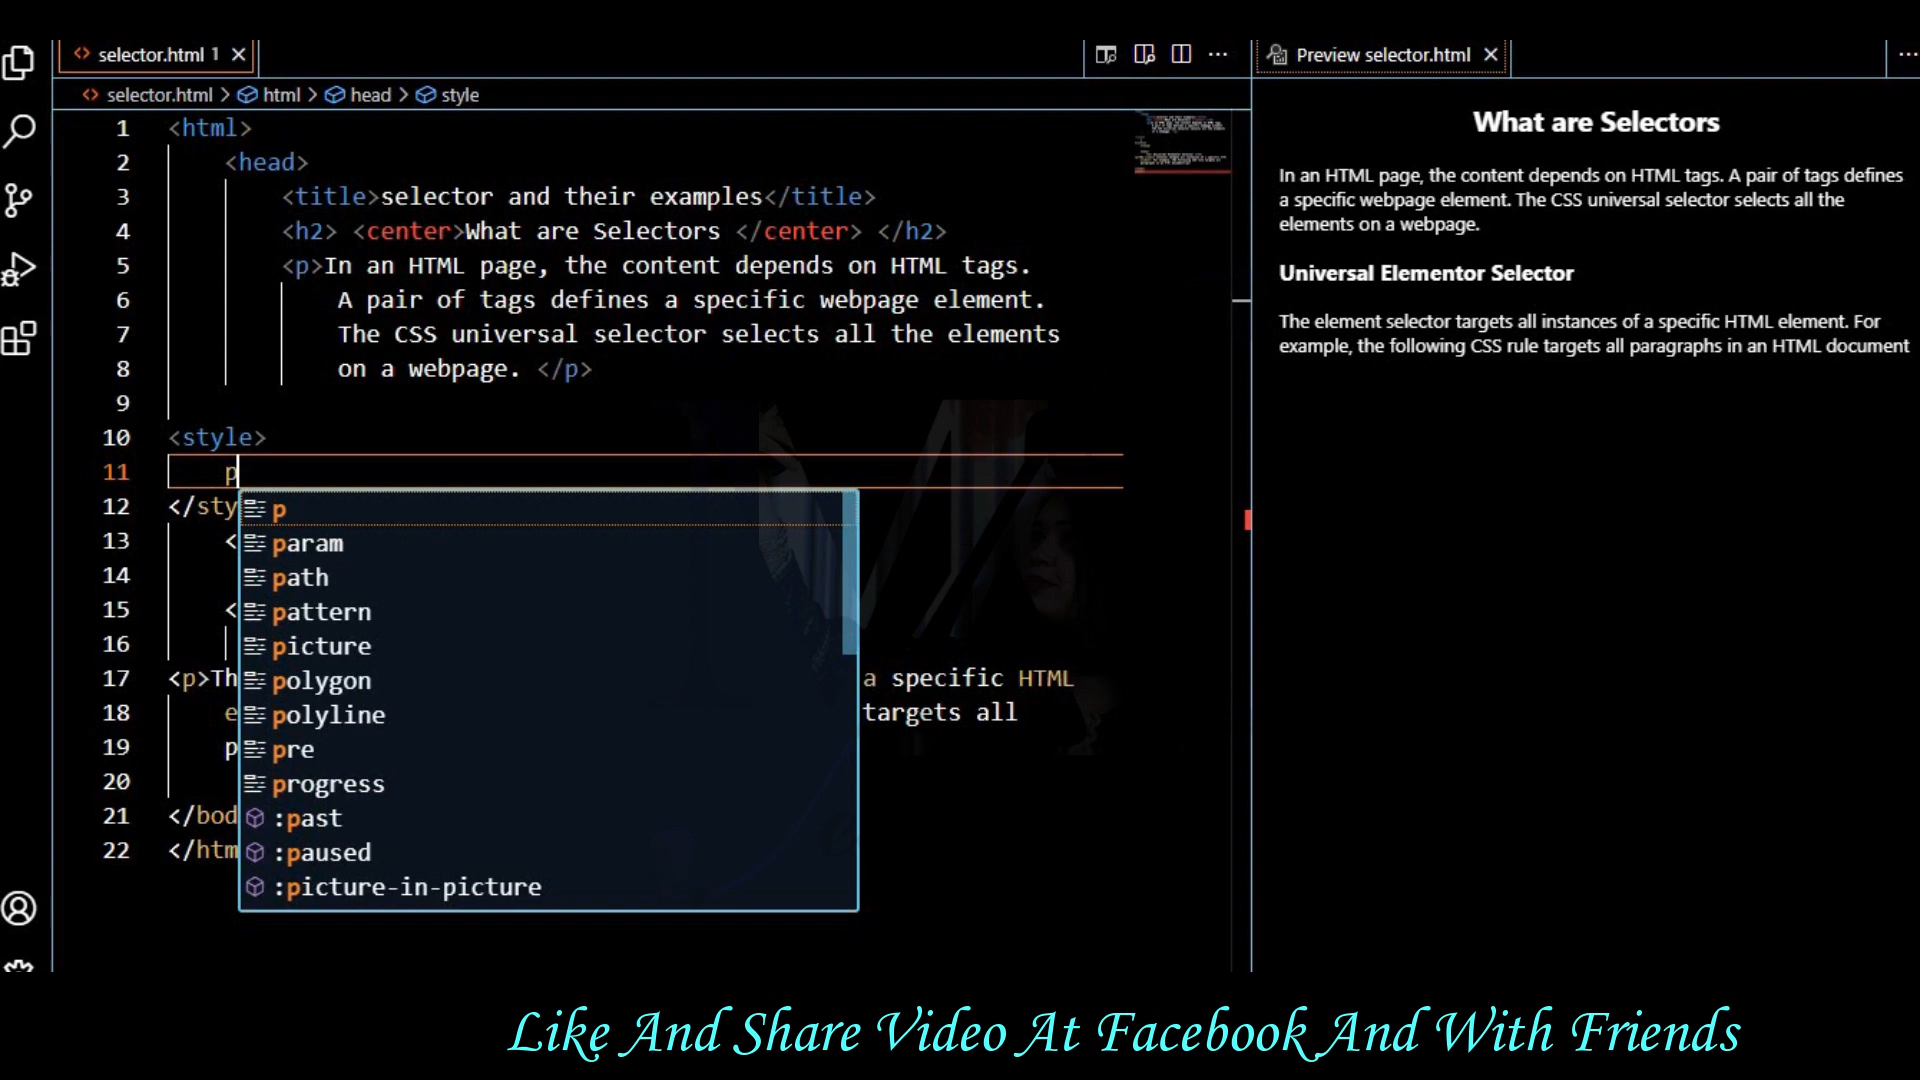 selector.html 1
Preview selector.html
selector.html > html > head > style
1 <html>
2 <head>
3 <title>selector and their examples</title>
4 <h2> <center>What are Selectors </center> </h2>
5 <p>In an HTML page, the content depends on HTML tags.
6 A pair of tags defines a specific webpage element.
7 The CSS universal selector selects all the elements
8 on a webpage. </p>
9
10 <style>
11 p
12 </sty
13 <
14
15 <
16
17 <p>Th a specific HTML
18 e targets all
19 p
20
21 </bod
22 </htm
p
param
path
pattern
picture
polygon
polyline
pre
progress
:past
:paused
:picture-in-picture
What are Selectors
In an HTML page, the content depends on HTML tags. A pair of tags defines
a specific webpage element. The CSS universal selector selects all the
elements on a webpage.
Universal Elementor Selector
The element selector targets all instances of a specific HTML element. For
example, the following CSS rule targets all paragraphs in an HTML document
Like And Share Video At Facebook And With Friends